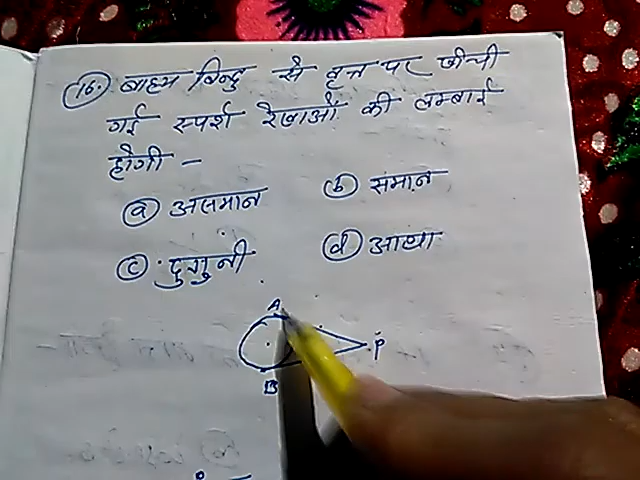 16. बाह्य बिन्दु से वृत्त पर खींची
गई स्पर्श रेखाओं की लम्बाई
होगी -
(a) असमान (b) समान
(c) दुगुनी (d) आधा
A
P
B